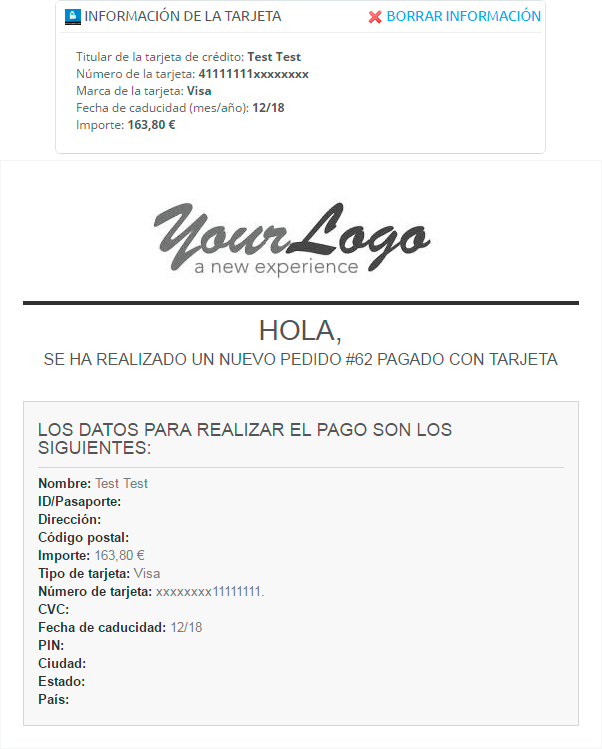 INFORMACIÓN DE LA TARJETA
BORRAR INFORMACIÓN
Titular de la tarjeta de crédito: Test Test
Número de la tarjeta: 41111111xxxxxxxx
Marca de la tarjeta: Visa
Fecha de caducidad (mes/año): 12/18
Importe: 163,80 €
YourLogo
a new experience
HOLA,
SE HA REALIZADO UN NUEVO PEDIDO #62 PAGADO CON TARJETA
LOS DATOS PARA REALIZAR EL PAGO SON LOS
SIGUIENTES:
Nombre: Test Test
ID/Pasaporte:
Dirección:
Código postal:
Importe: 163,80 €
Tipo de tarjeta: Visa
Número de tarjeta: xxxxxxxx11111111.
CVC:
Fecha de caducidad: 12/18
PIN:
Ciudad:
Estado:
País: